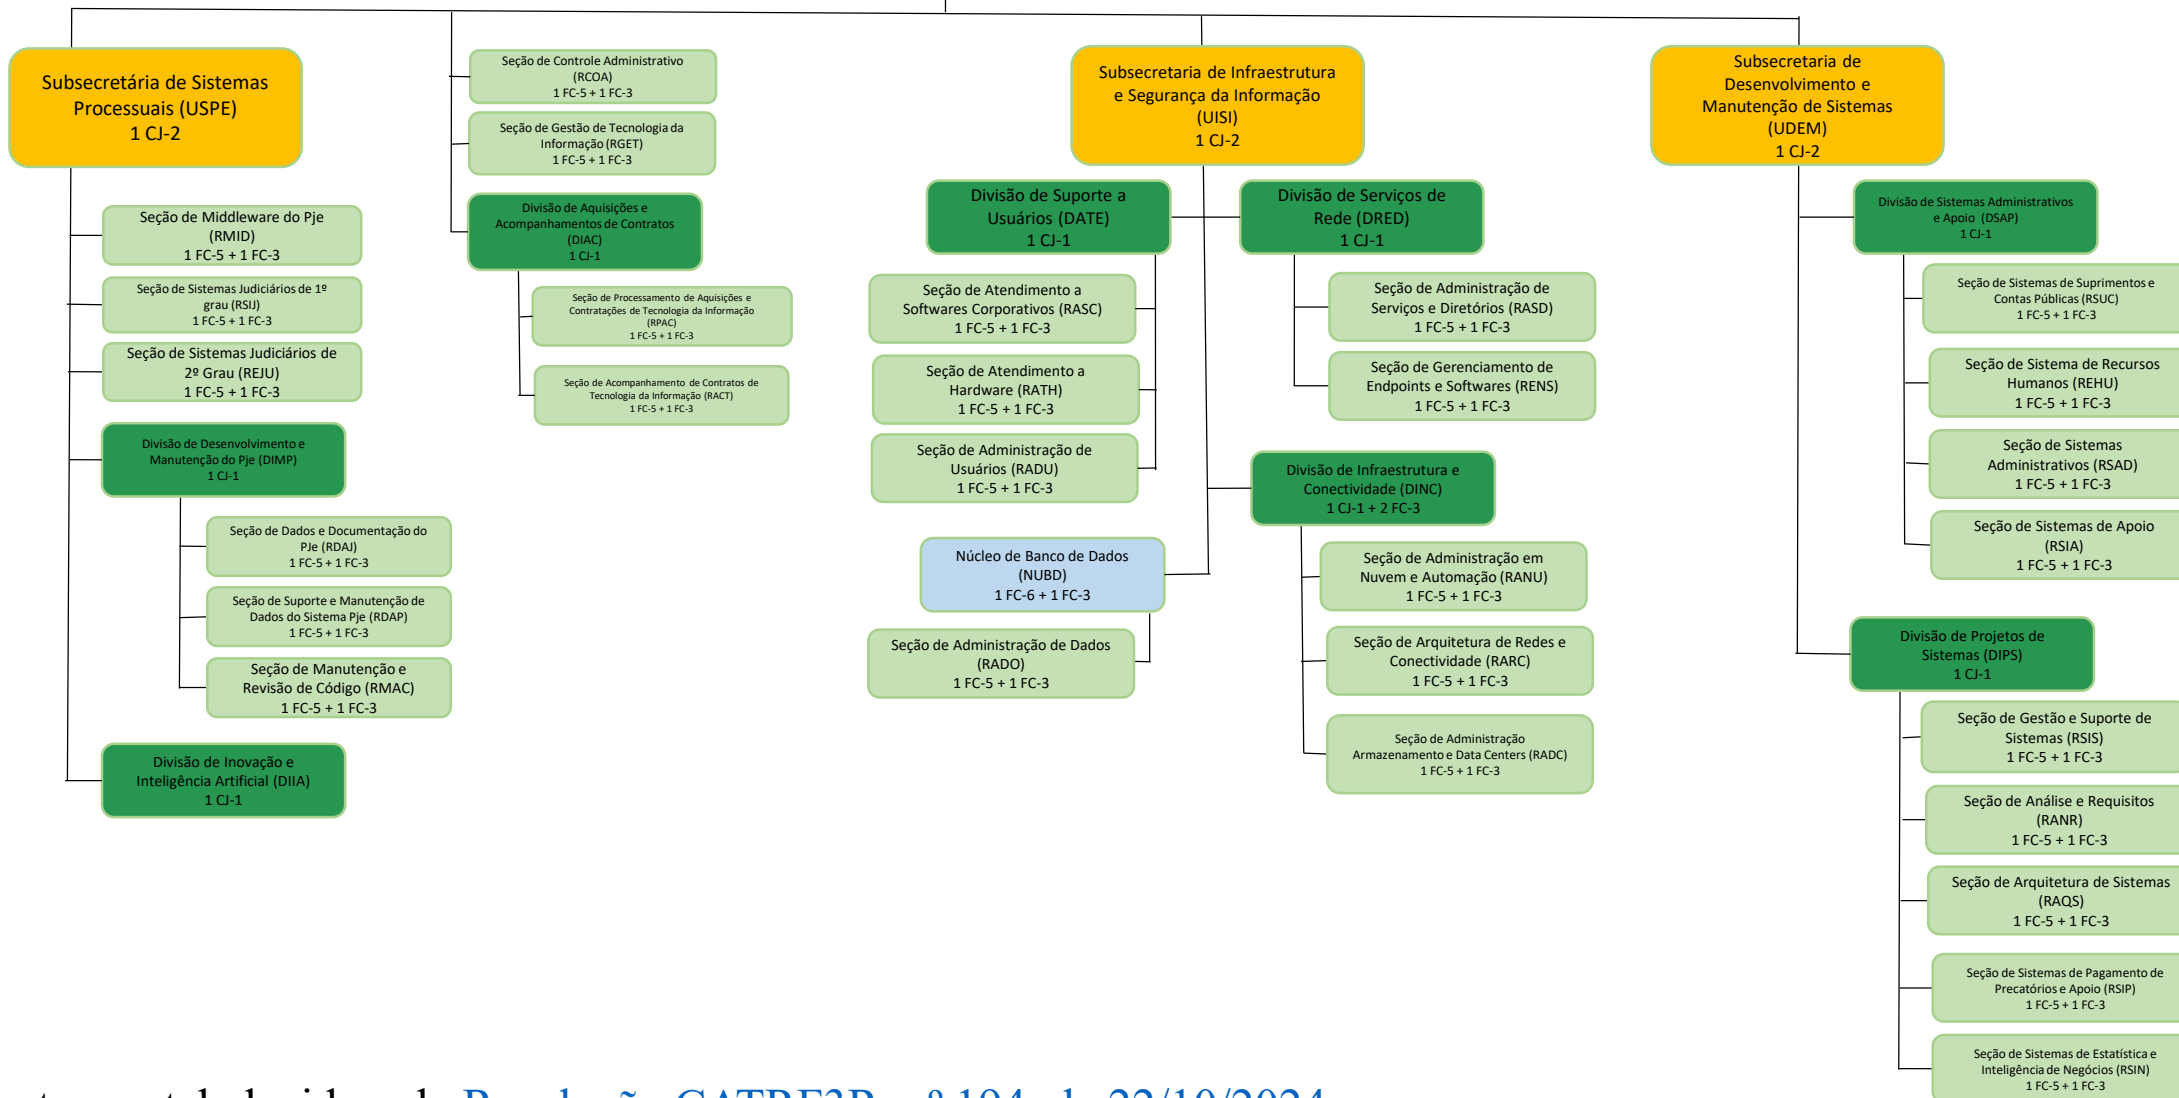 Subsecretária de Sistemas
Processuais (USPE)
1 CJ-2
Seção de Middleware do Pje
(RMID)
1 FC-5 + 1 FC-3
Seção de Sistemas Judiciários de 1º
grau (RSIJ)
1 FC-5 + 1 FC-3
Seção de Sistemas Judiciários de
2º Grau (REJU)
1 FC-5 + 1 FC-3
Divisão de Desenvolvimento e
Manutenção do Pje (DIMP)
1 CJ-1
Seção de Dados e Documentação do
PJe (RDAJ)
1 FC-5 + 1 FC-3
Seção de Suporte e Manutenção de
Dados do Sistema Pje (RDAP)
1 FC-5 + 1 FC-3
Seção de Manutenção e
Revisão de Código (RMAC)
1 FC-5 + 1 FC-3
Divisão de Inovação e
Inteligência Artificial (DIIA)
1 CJ-1
Seção de Controle Administrativo
(RCOA)
1 FC-5 + 1 FC-3
Seção de Gestão de Tecnologia da
Informação (RGET)
1 FC-5 + 1 FC-3
Divisão de Aquisições e
Acompanhamentos de Contratos
(DIAC)
1 CJ-1
Seção de Processamento de Aquisições e
Contratações de Tecnologia da Informação
(RPAC)
1 FC-5 + 1 FC-3
Seção de Acompanhamento de Contratos de
Tecnologia da Informação (RACT)
1 FC-5 + 1 FC-3
Subsecretaria de Infraestrutura
e Segurança da Informação
(UISI)
1 CJ-2
Divisão de Suporte a
Usuários (DATE)
1 CJ-1
Seção de Atendimento a
Softwares Corporativos (RASC)
1 FC-5 + 1 FC-3
Seção de Atendimento a
Hardware (RATH)
1 FC-5 + 1 FC-3
Seção de Administração de
Usuários (RADU)
1 FC-5 + 1 FC-3
Núcleo de Banco de Dados
(NUBD)
1 FC-6 + 1 FC-3
Seção de Administração de Dados
(RADO)
1 FC-5 + 1 FC-3
Divisão de Serviços de
Rede (DRED)
1 CJ-1
Seção de Administração de
Serviços e Diretórios (RASD)
1 FC-5 + 1 FC-3
Seção de Gerenciamento de
Endpoints e Softwares (RENS)
1 FC-5 + 1 FC-3
Divisão de Infraestrutura e
Conectividade (DINC)
1 CJ-1 + 2 FC-3
Seção de Administração em
Nuvem e Automação (RANU)
1 FC-5 + 1 FC-3
Seção de Arquitetura de Redes e
Conectividade (RARC)
1 FC-5 + 1 FC-3
Seção de Administração
Armazenamento e Data Centers (RADC)
1 FC-5 + 1 FC-3
Subsecretaria de
Desenvolvimento e
Manutenção de Sistemas
(UDEM)
1 CJ-2
Divisão de Sistemas Administrativos
e Apoio (DSAP)
1 CJ-1
Seção de Sistemas de Suprimentos e
Contas Públicas (RSUC)
1 FC-5 + 1 FC-3
Seção de Sistema de Recursos
Humanos (REHU)
1 FC-5 + 1 FC-3
Seção de Sistemas
Administrativos (RSAD)
1 FC-5 + 1 FC-3
Seção de Sistemas de Apoio
(RSIA)
1 FC-5 + 1 FC-3
Divisão de Projetos de
Sistemas (DIPS)
1 CJ-1
Seção de Gestão e Suporte de
Sistemas (RSIS)
1 FC-5 + 1 FC-3
Seção de Análise e Requisitos
(RANR)
1 FC-5 + 1 FC-3
Seção de Arquitetura de Sistemas
(RAQS)
1 FC-5 + 1 FC-3
Seção de Sistemas de Pagamento de
Precatórios e Apoio (RSIP)
1 FC-5 + 1 FC-3
Seção de Sistemas de Estatística e
Inteligência de Negócios (RSIN)
1 FC-5 + 1 FC-3